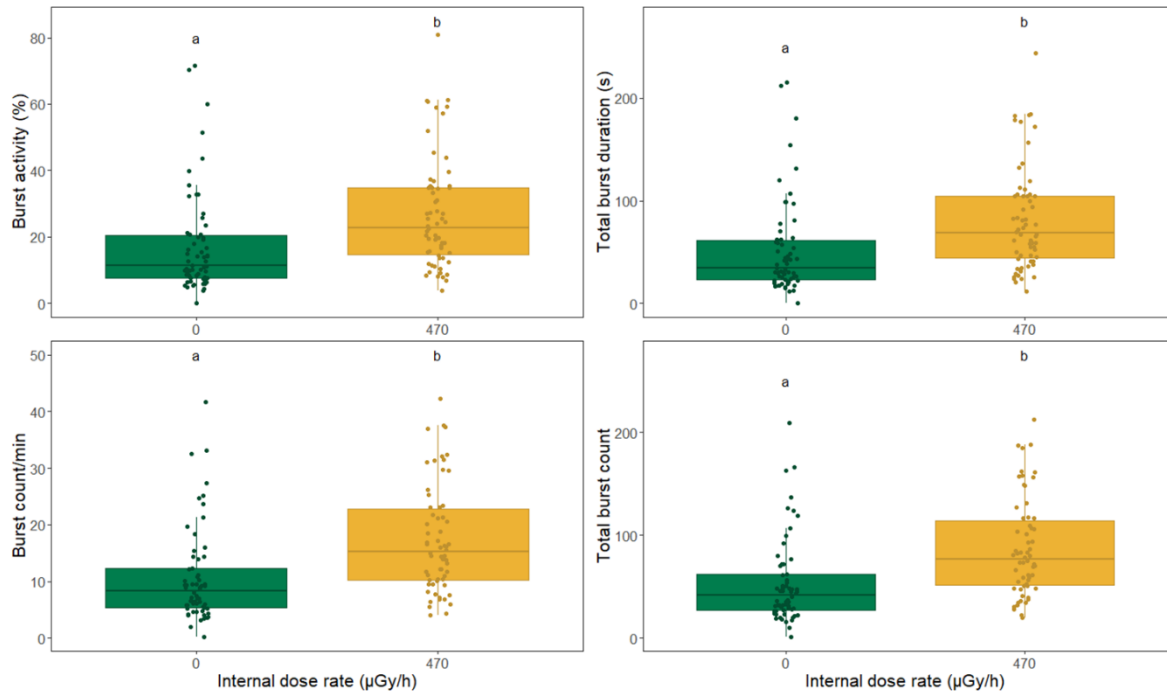 Burst activity (%)
80
60
40
20
0
a
b
0
470
Total burst duration (s)
200
100
0
a
b
0
470
Burst count/min
50
40
30
20
10
0
a
b
0
470
Internal dose rate (µGy/h)
Total burst count
200
100
0
a
b
0
470
Internal dose rate (µGy/h)